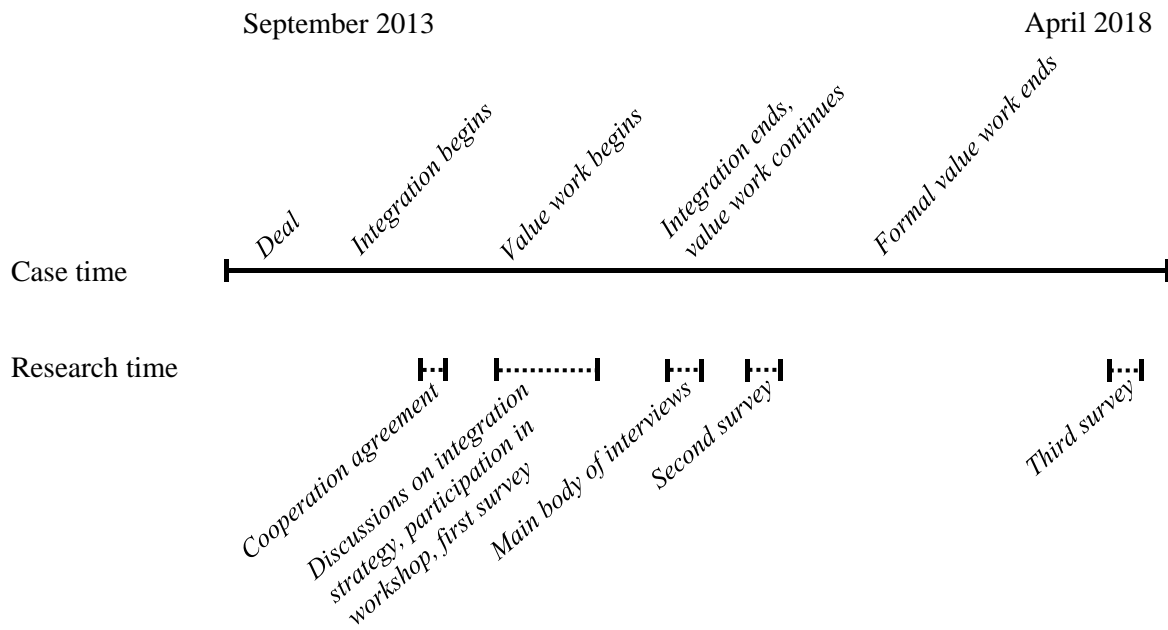 September 2013
April 2018
Deal
Integration begins
Value work begins
Integration ends,
value work continues
Formal value work ends
Case time
Research time
Cooperation agreement
Discussions on integration
strategy, participation in
workshop, first survey
Main body of interviews
Second survey
Third survey